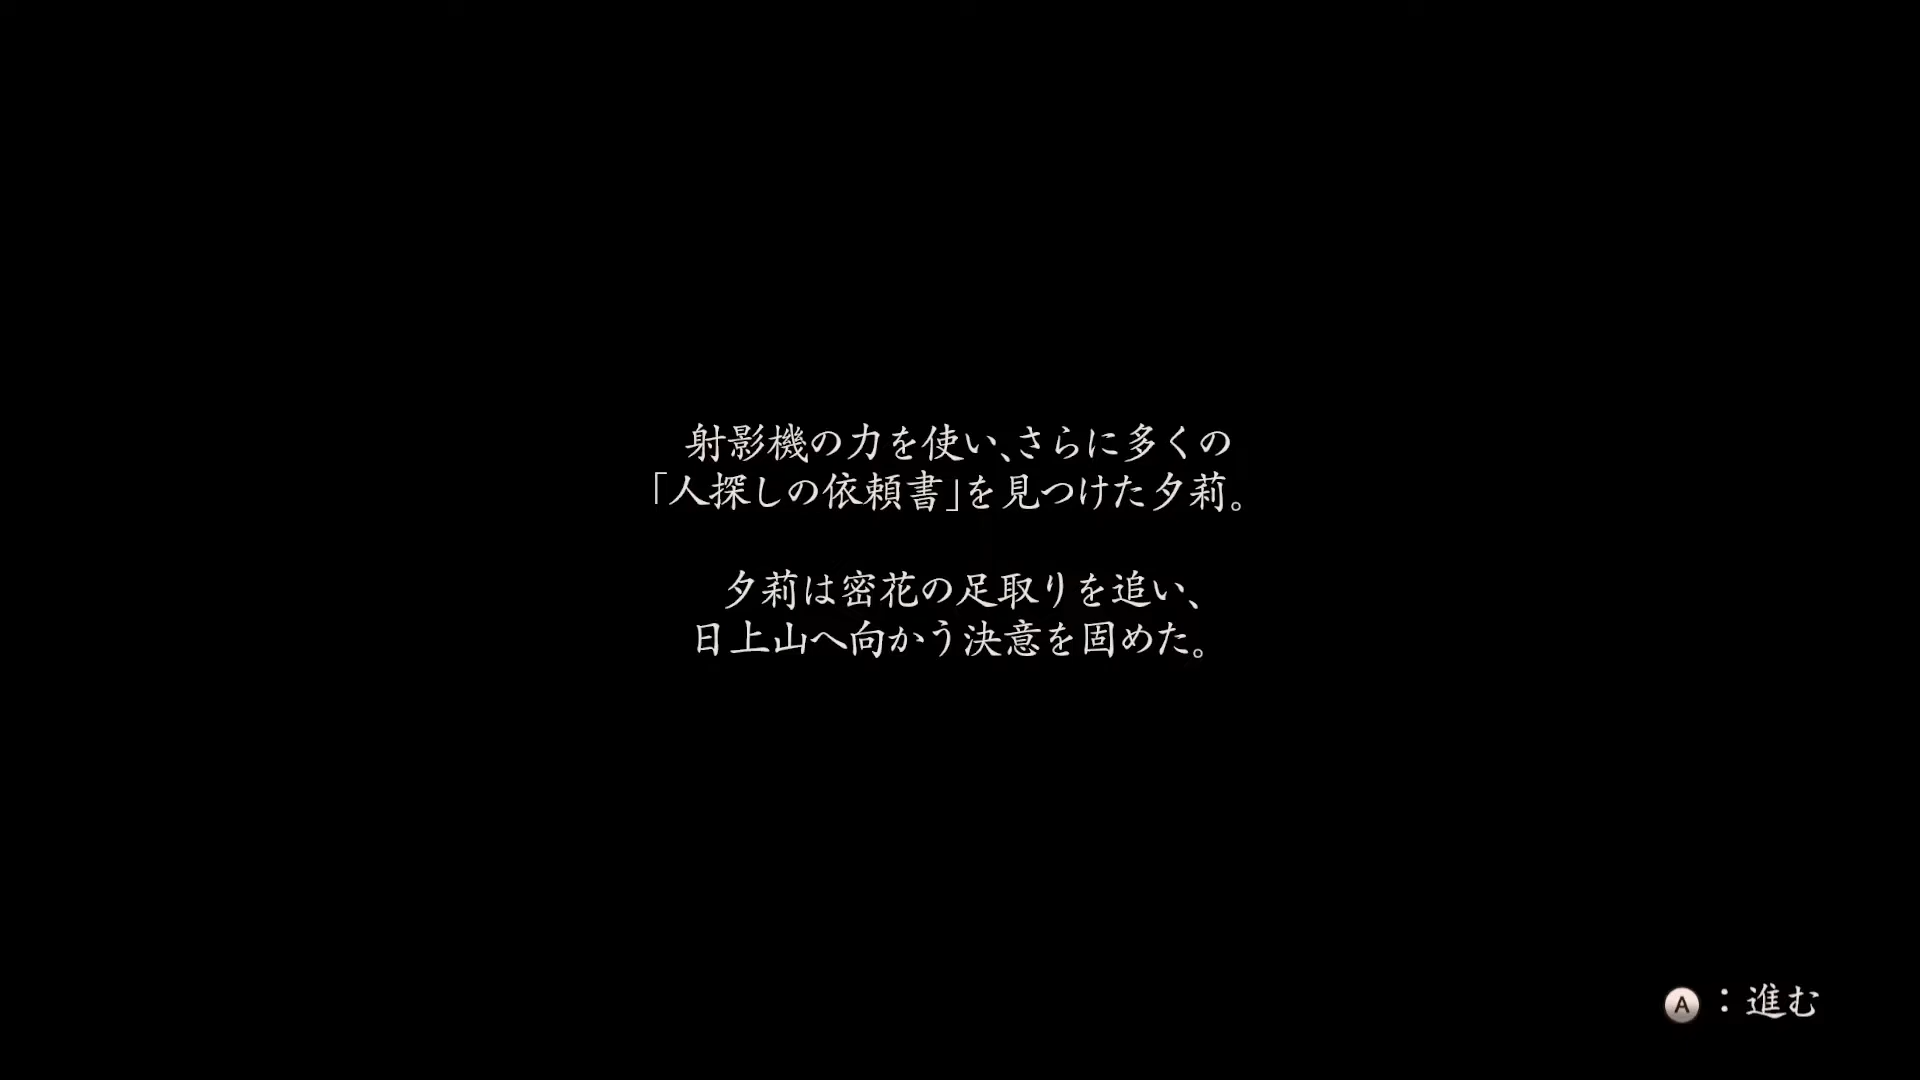 射影機の力を使い、さらに多くの
「人探しの依頼書」を見つけた夕莉。
夕莉は密花の足取りを追い、
日上山へ向かう決意を固めた。
A：進む